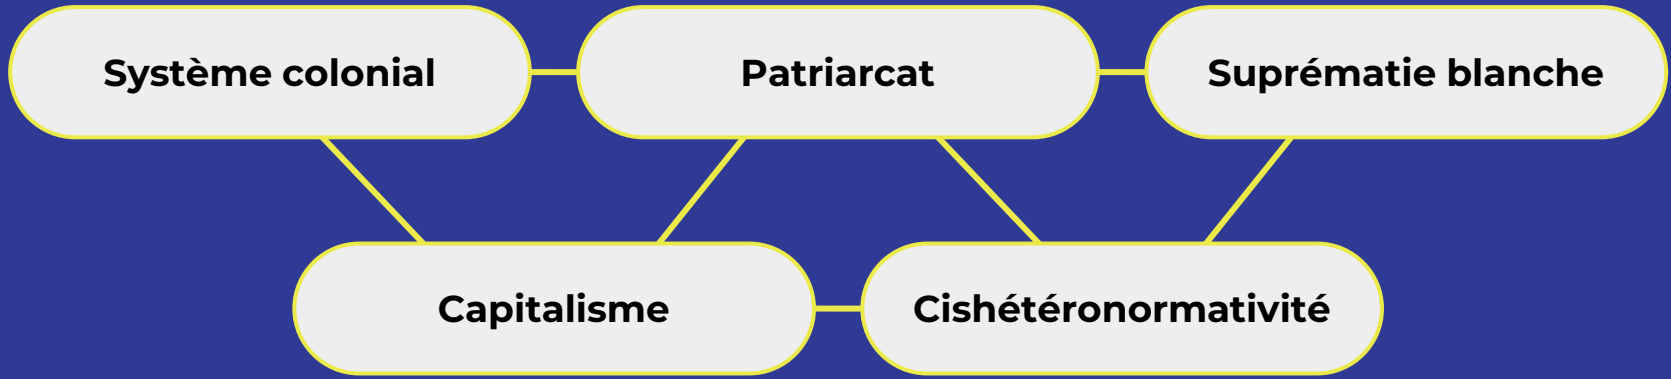 Système colonial
Patriarcat
Suprématie blanche
Capitalisme
Cishétéronormativité